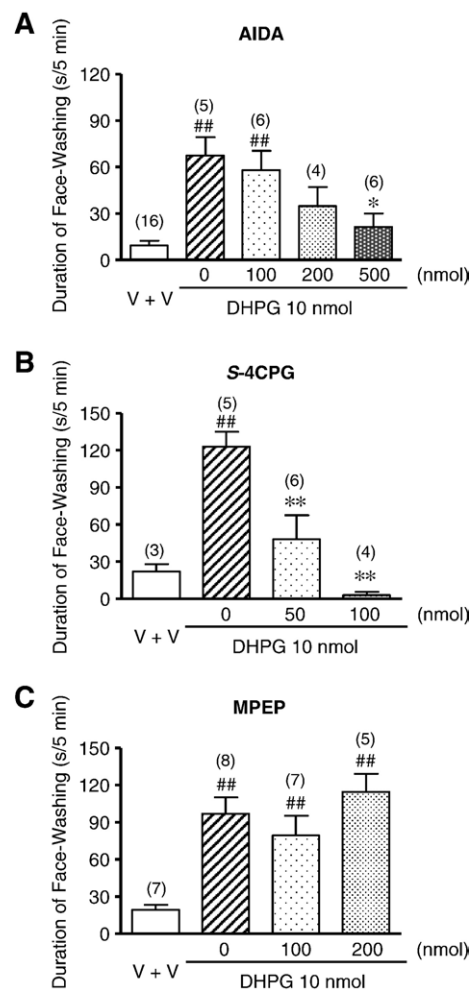 A
AIDA
Duration of Face-Washing (s/5 min)
120
90
60
30
0
(16)
(5)
##
(6)
##
(4)
(6)
*
0 100 200 500 (nmol)
V + V
DHPG 10 nmol
B
S-4CPG
Duration of Face-Washing (s/5 min)
150
120
90
60
30
0
(3)
(5)
##
(6)
**
(4)
**
0 50 100 (nmol)
V + V
DHPG 10 nmol
C
MPEP
Duration of Face-Washing (s/5 min)
150
120
90
60
30
0
(7)
(8)
##
(7)
##
(5)
##
0 100 200 (nmol)
V + V
DHPG 10 nmol